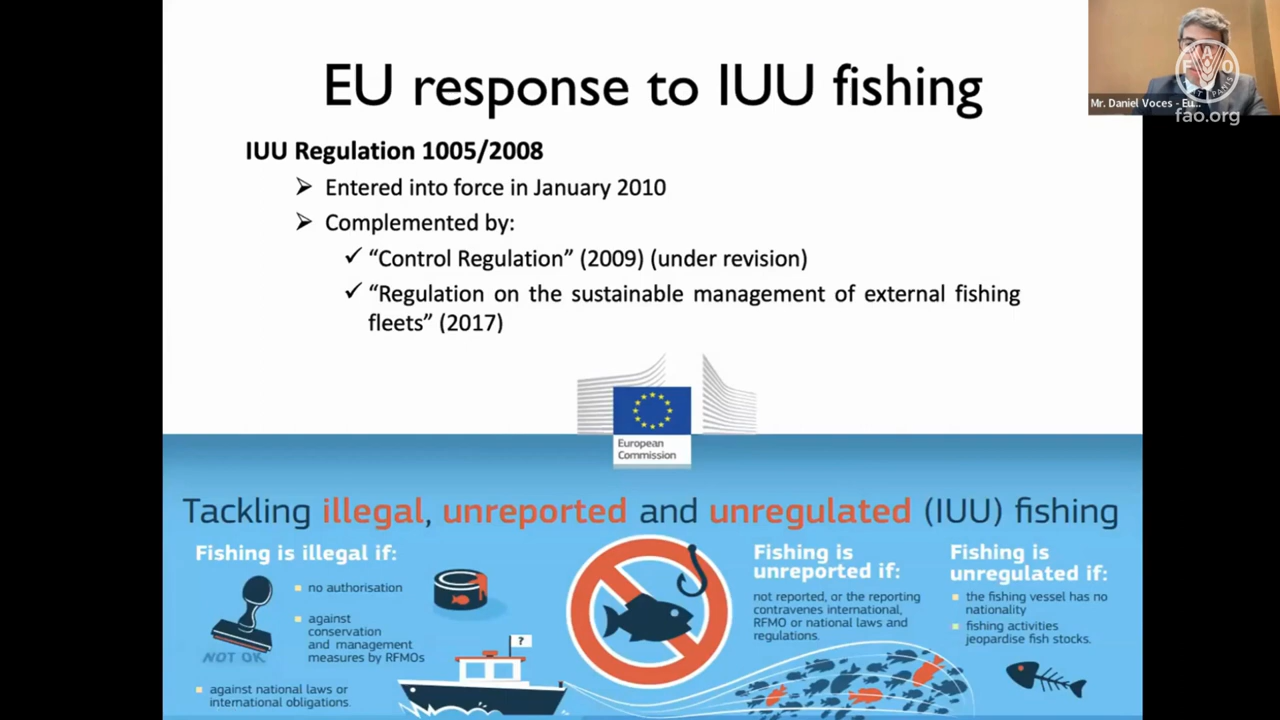 EU response to IUU fishing
IUU Regulation 1005/2008
➢ Entered into force in January 2010
➢ Complemented by:
✓ “Control Regulation” (2009) (under revision)
✓ “Regulation on the sustainable management of external fishing
fleets” (2017)
Mr. Daniel Voces - Eu...
F A O
FIAT PANIS
fao.org
European
Commission
Tackling illegal, unreported and unregulated (IUU) fishing
Fishing is illegal if:
no authorisation
against
conservation
and management
measures by RFMOs
NOT OK
against national laws or
international obligations.
?
Fishing is
unreported if:
not reported, or the reporting
contravenes international,
RFMO or national laws and
regulations.
Fishing is
unregulated if:
the fishing vessel has no
nationality
fishing activities
jeopardise fish stocks.